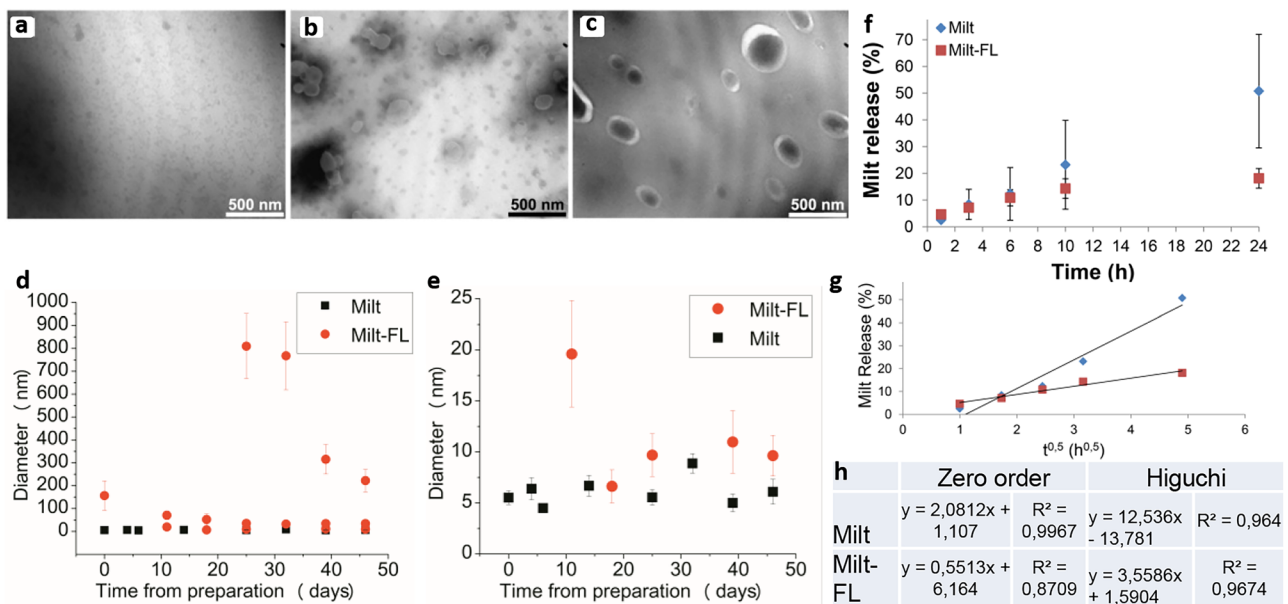 a
500 nm
b
500 nm
c
500 nm
f
Milt
Milt-FL
Milt release (%)
70
60
50
40
30
20
10
0
0 2 4 6 8 10 12 14 16 18 20 22 24
Time (h)
d
Milt
Milt-FL
Diameter ( nm)
1000
900
800
700
600
500
400
300
200
100
0
0 10 20 30 40 50
Time from preparation ( days)
e
Milt-FL
Milt
Diameter ( nm)
25
20
15
10
5
0
0 10 20 30 40 50
Time from preparation ( days)
g
Milt Release (%)
50
40
30
20
10
0
0 1 2 3 4 5 6
t0,5 (h0,5)
h
Zero order Higuchi
Milt
y = 2,0812x +
1,107
R² =
0,9967
y = 12,536x
- 13,781
R² = 0,964
Milt-
FL
y = 0,5513x +
6,164
R² =
0,8709
y = 3,5586x
+ 1,5904
R² =
0,9674